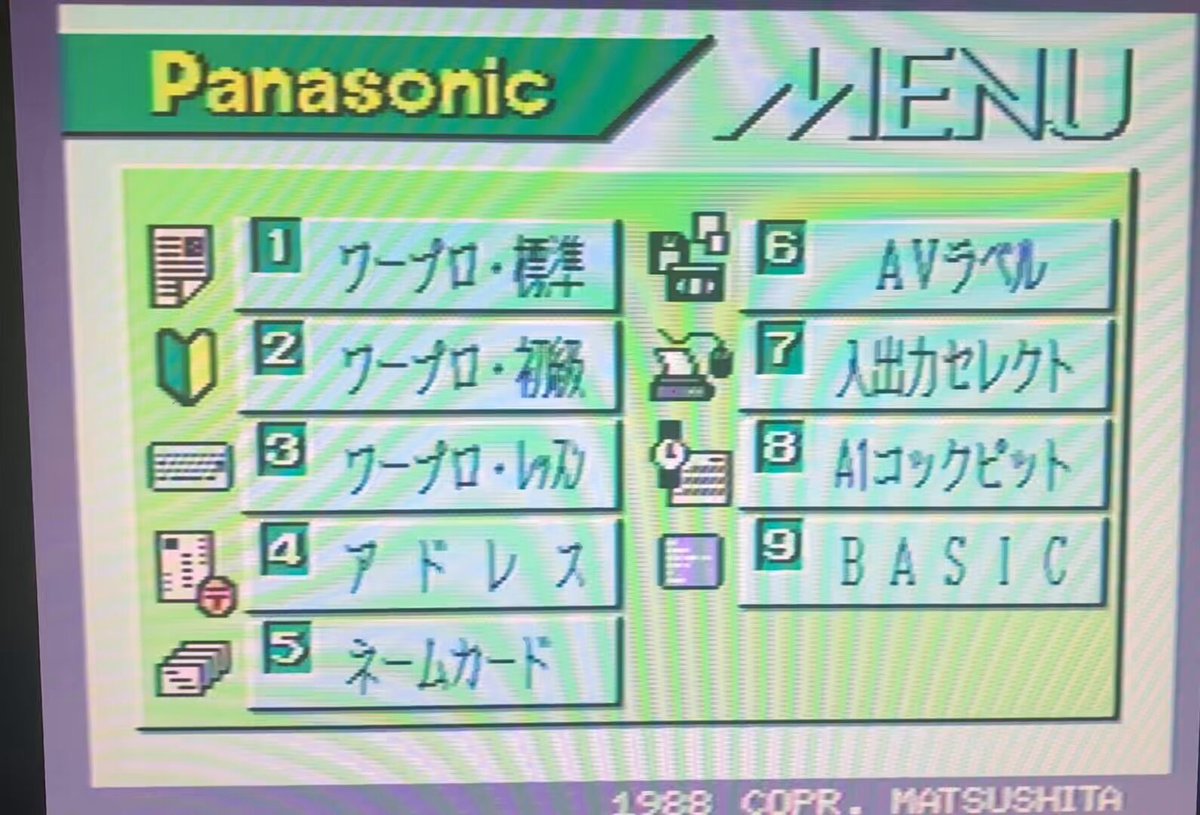 Panasonic
MENU
1 ワープロ・標準
2 ワープロ・初級
3 ワープロ・レッスン
4 アドレス
5 ネームカード
6 AVラベル
7 入出力セレクト
8 A1コックピット
9 BASIC
1988 COPR. MATSUSHITA